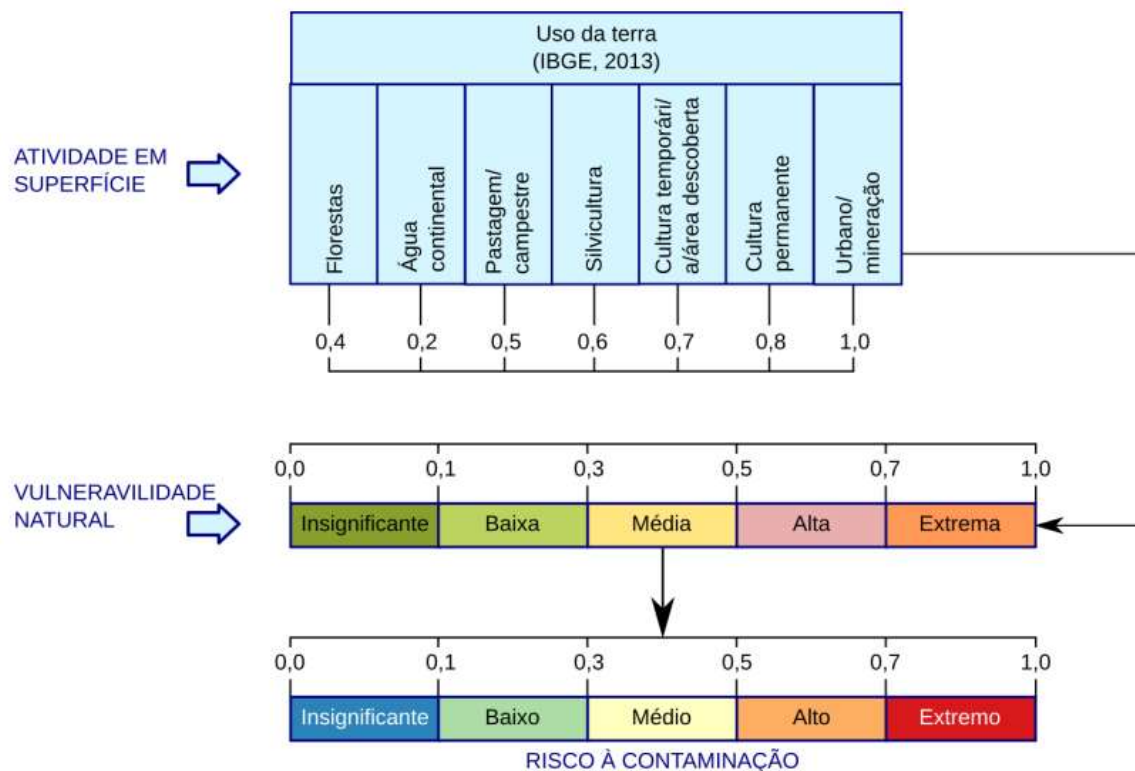 Uso da terra
(IBGE, 2013)
ATIVIDADE EM
SUPERFÍCIE
Florestas
Água
continental
Pastagem/
campestre
Silvicultura
Cultura temporári/
a/área descoberta
Cultura
permanente
Urbano/
mineração
0,4 0,2 0,5 0,6 0,7 0,8 1,0
0,0 0,1 0,3 0,5 0,7 1,0
VULNERAVILIDADE
NATURAL
Insignificante Baixa Média Alta Extrema
0,0 0,1 0,3 0,5 0,7 1,0
Insignificante Baixo Médio Alto Extremo
RISCO À CONTAMINAÇÃO